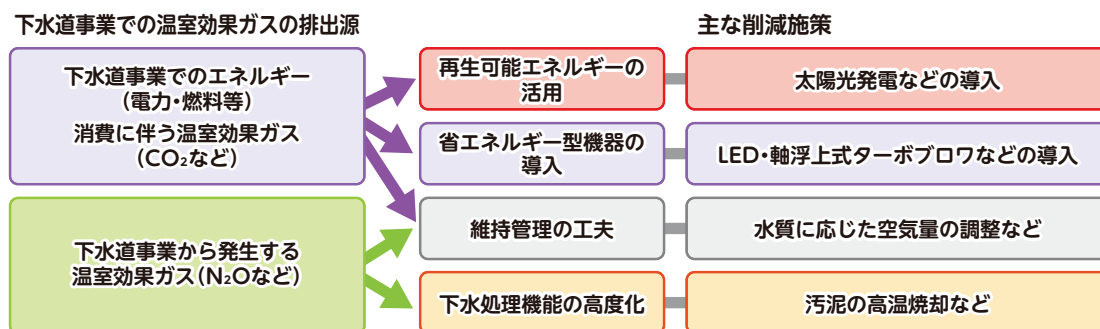 下水道事業での温室効果ガスの排出源
主な削減施策
下水道事業でのエネルギー
(電力・燃料等)
消費に伴う温室効果ガス
(CO₂など)
下水道事業から発生する
温室効果ガス(N₂Oなど)
再生可能エネルギーの
活用
太陽光発電などの導入
省エネルギー型機器の
導入
LED・軸浮上式ターボブロワなどの導入
維持管理の工夫
水質に応じた空気量の調整など
下水処理機能の高度化
汚泥の高温焼却など